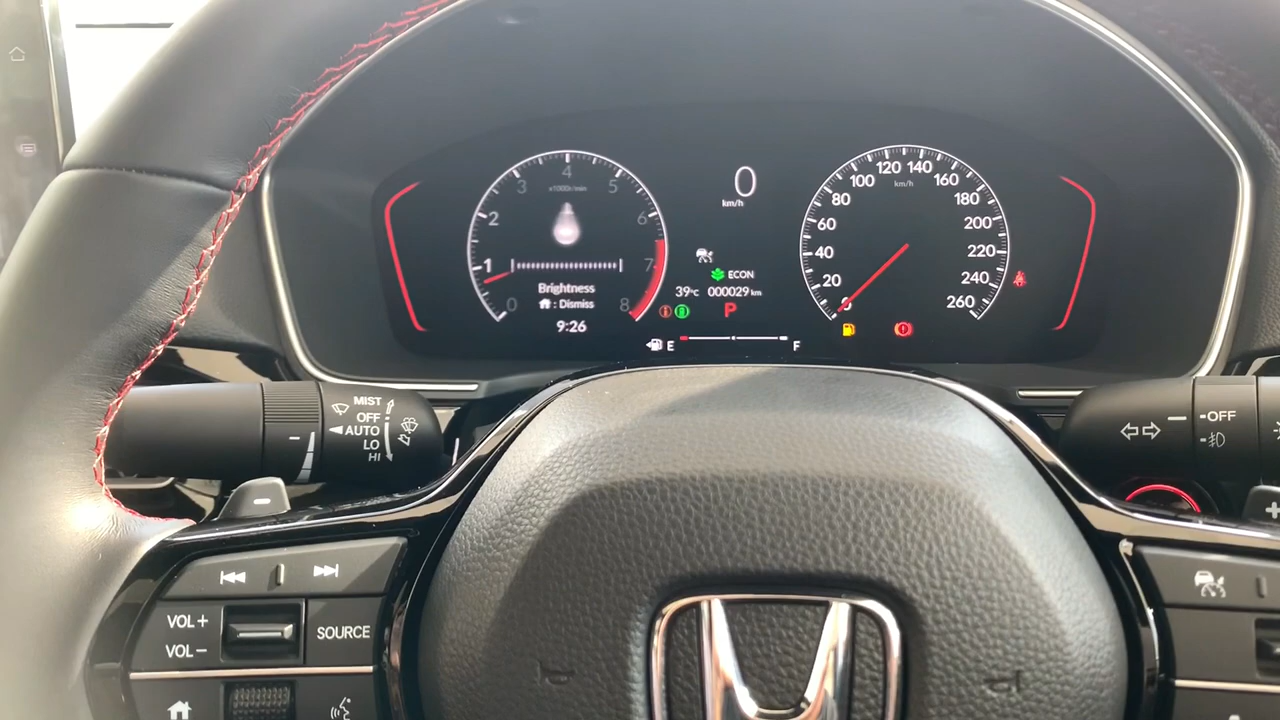 4
3
5
x1000r/min
2
6
1
7
0
8
Brightness
: Dismiss
9:26
0
km/h
ECON
39°C 000029 km
P
E
F
120 140
100
km/h
160
80
180
60
200
40
220
20
240
0
260
MIST
OFF
AUTO
LO
HI
-
OFF
+
VOL+
VOL-
SOURCE